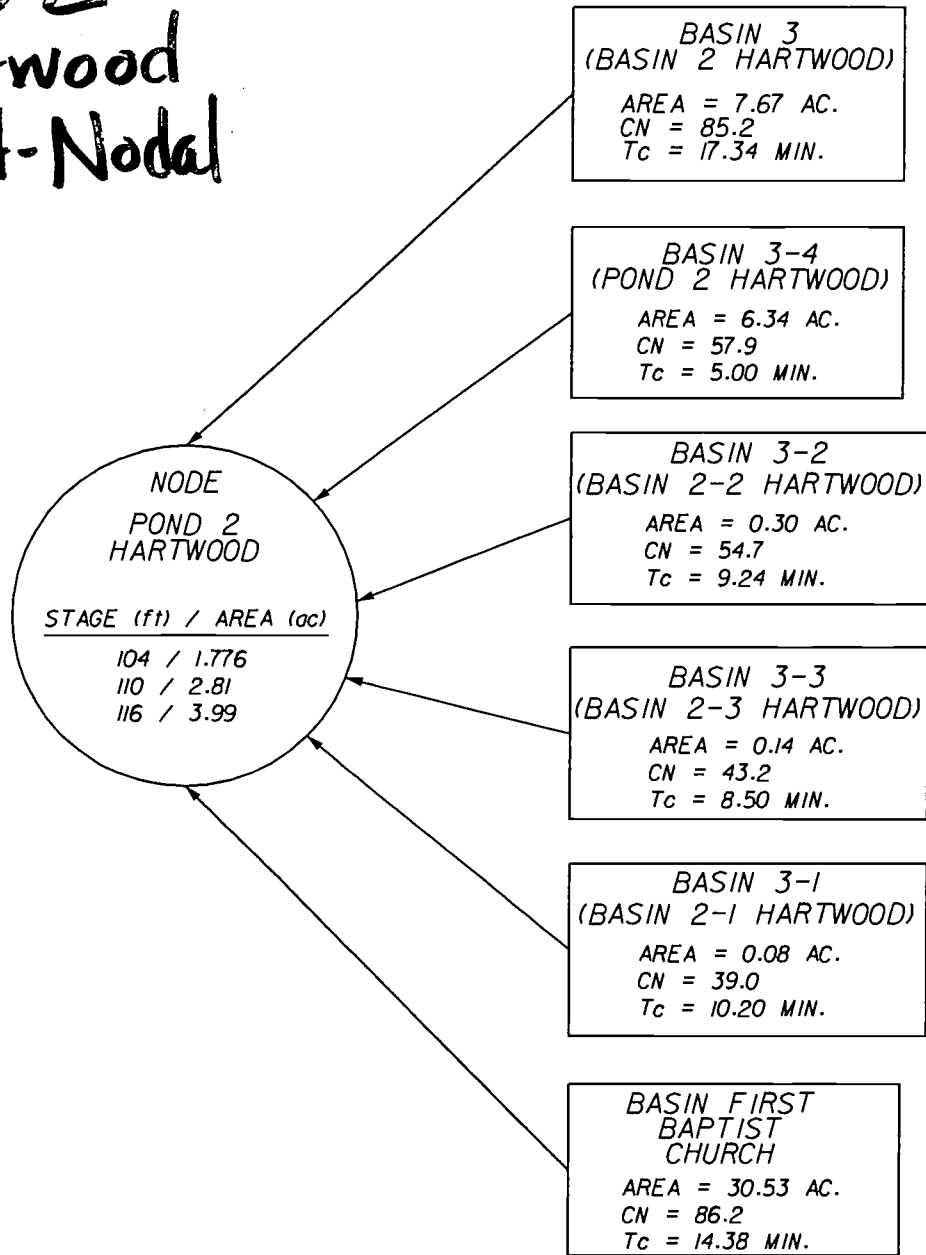 wood
Nodal
BASIN 3
(BASIN 2 HARTWOOD)
AREA = 7.67 AC.
CN = 85.2
Tc = 17.34 MIN.
BASIN 3-4
(POND 2 HARTWOOD)
AREA = 6.34 AC.
CN = 57.9
Tc = 5.00 MIN.
BASIN 3-2
(BASIN 2-2 HARTWOOD)
AREA = 0.30 AC.
CN = 54.7
Tc = 9.24 MIN.
NODE
POND 2
HARTWOOD
STAGE (ft) / AREA (ac)
104 / 1.776
110 / 2.81
116 / 3.99
BASIN 3-3
(BASIN 2-3 HARTWOOD)
AREA = 0.14 AC.
CN = 43.2
Tc = 8.50 MIN.
BASIN 3-1
(BASIN 2-1 HARTWOOD)
AREA = 0.08 AC.
CN = 39.0
Tc = 10.20 MIN.
BASIN FIRST
BAPTIST
CHURCH
AREA = 30.53 AC.
CN = 86.2
Tc = 14.38 MIN.